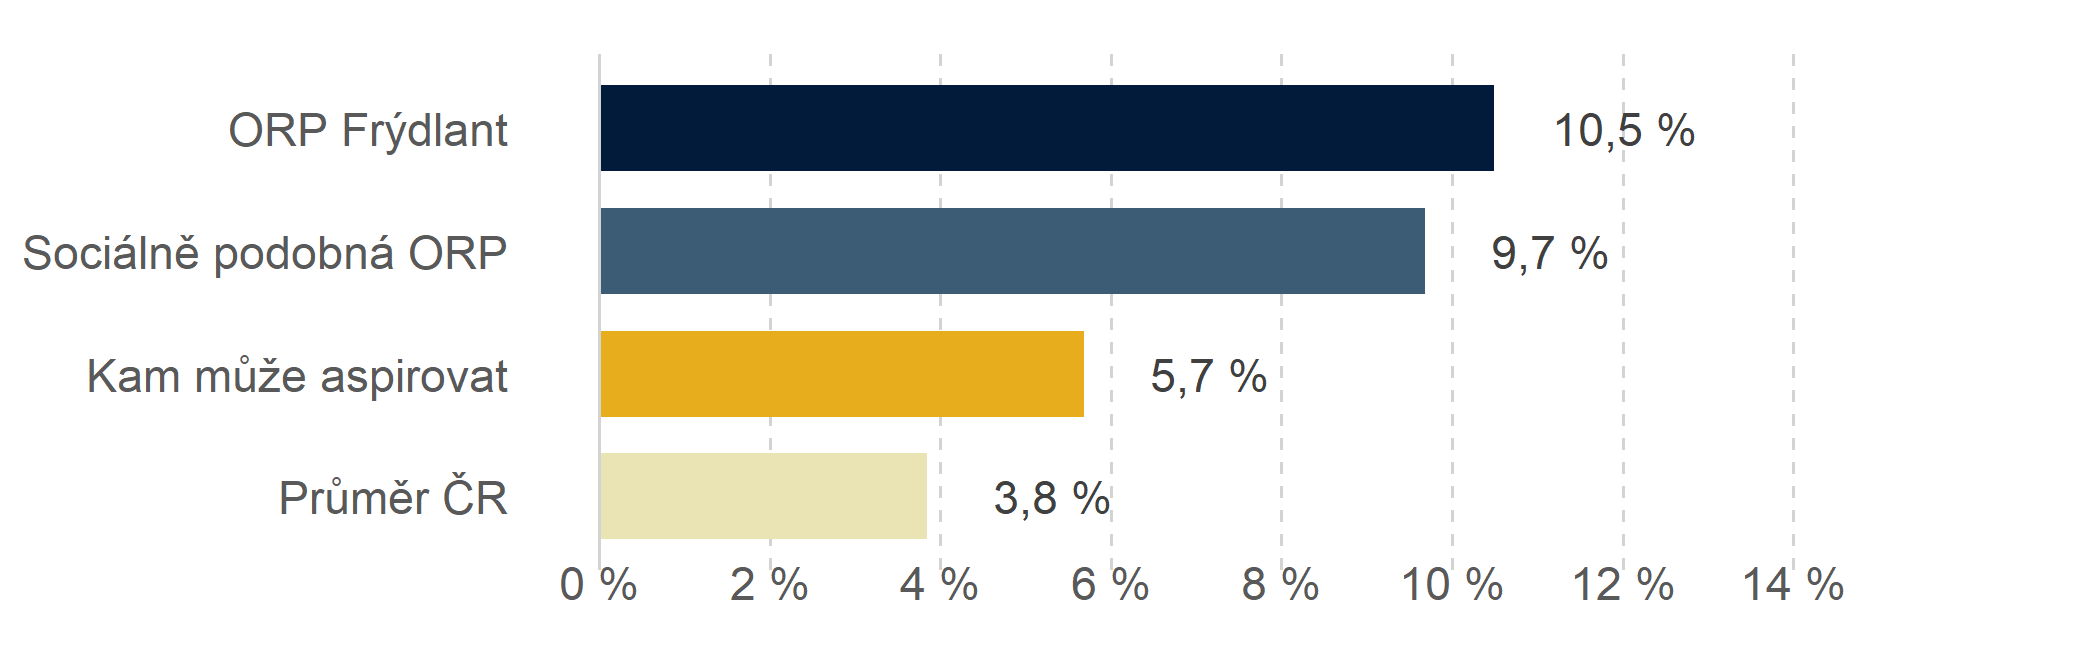 ORP Frýdlant 10,5 %
Sociálně podobná ORP 9,7 %
Kam může aspirovat 5,7 %
Průměr ČR 3,8 %
0 % 2 % 4 % 6 % 8 % 10 % 12 % 14 %